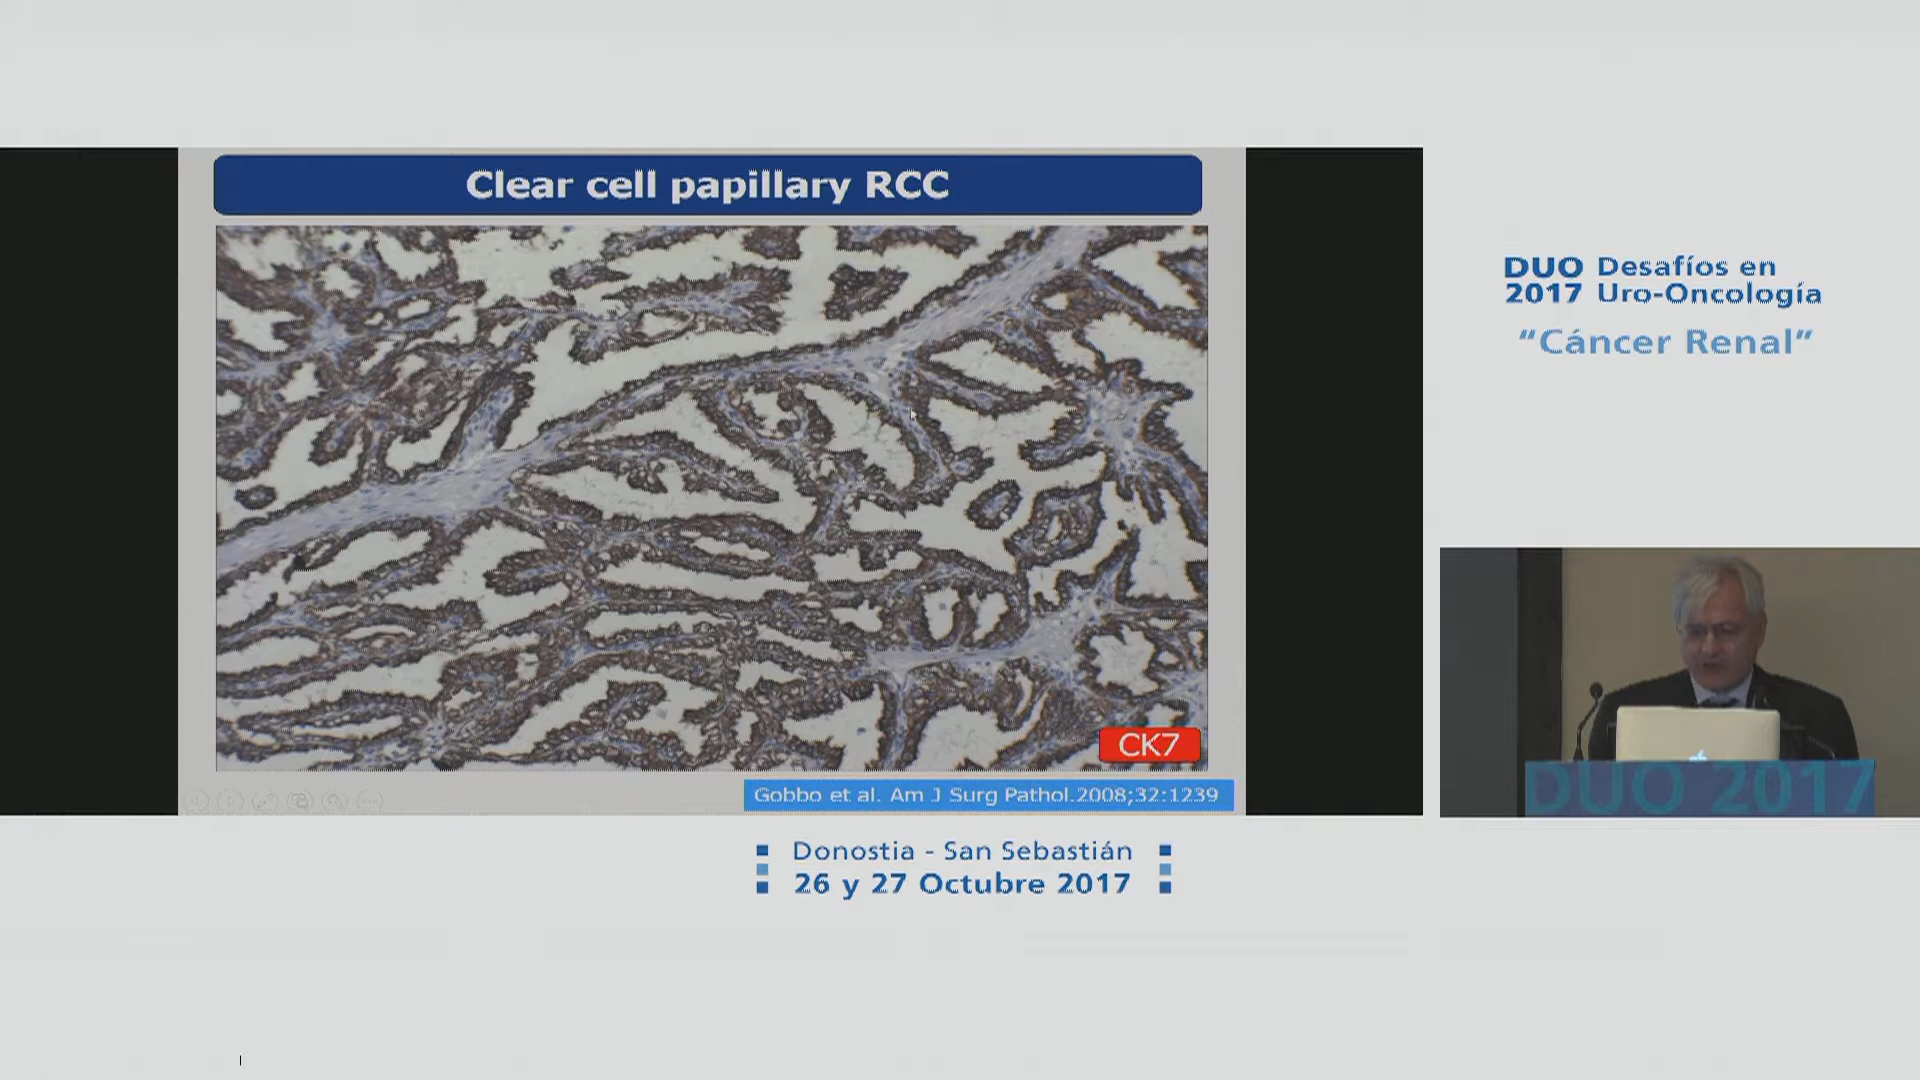 Clear cell papillary RCC
CK7
Gobbo et al. Am J Surg Pathol.2008;32:1239
DUO Desafíos en
2017 Uro-Oncología
“Cáncer Renal”
DUO 2017
Donostia - San Sebastián
26 y 27 Octubre 2017